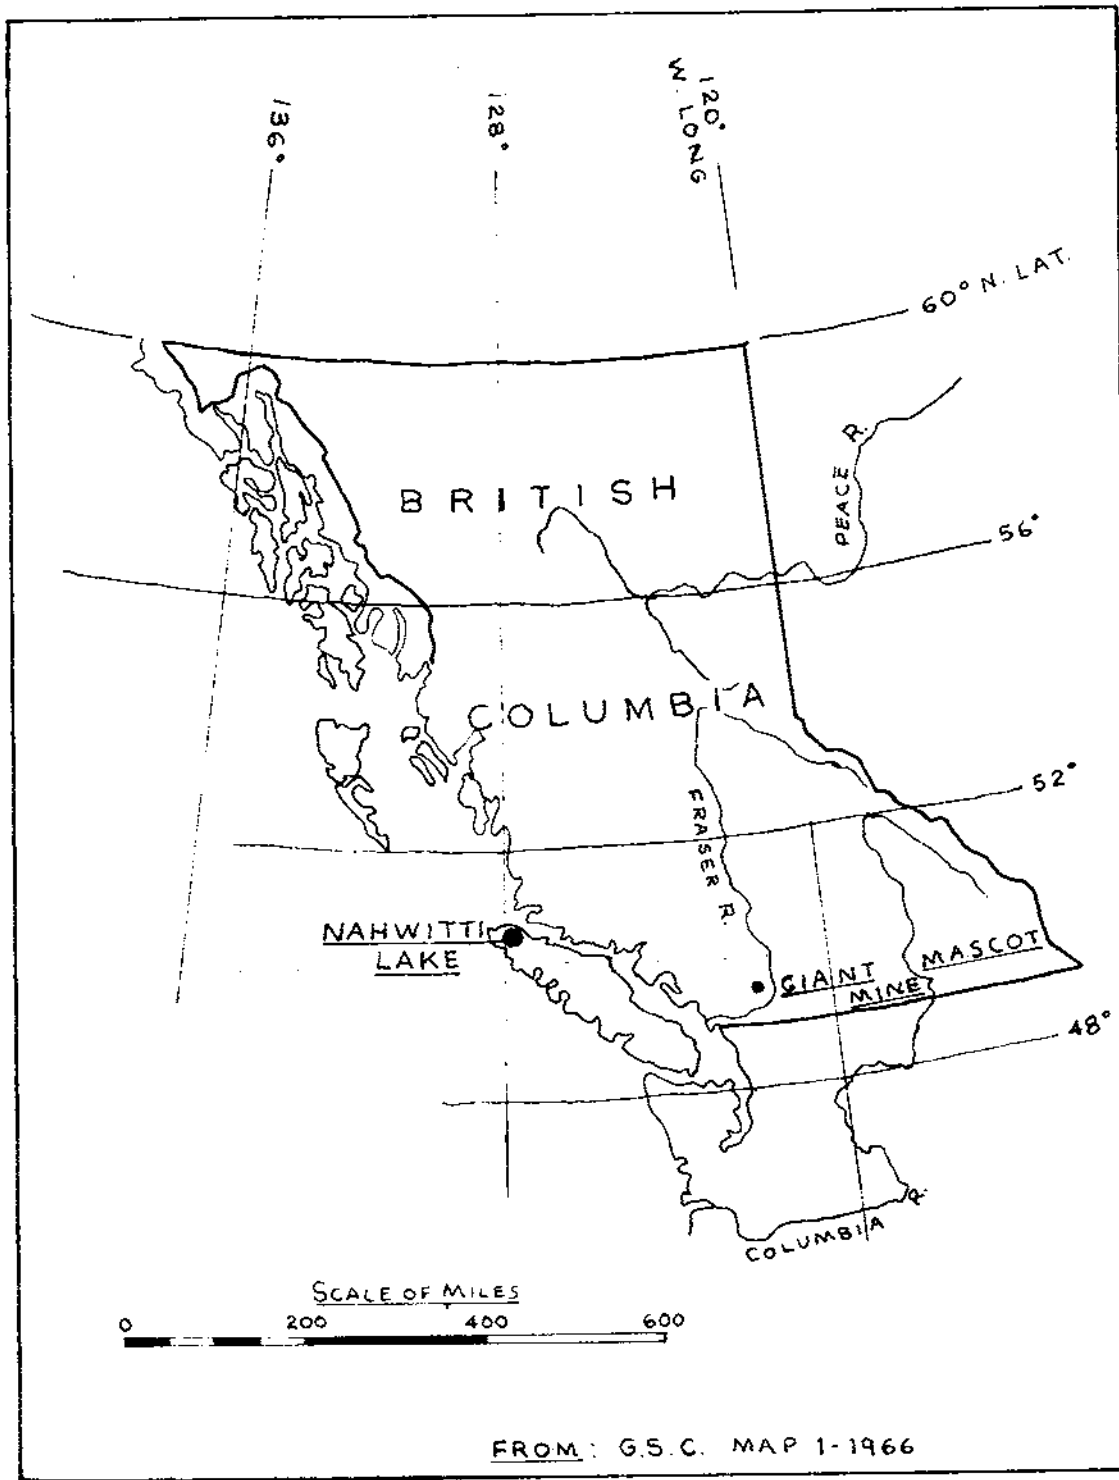 136°
128°
120°
W. LONG
60° N. LAT.
BRITISH
PEACE R.
56°
COLUMBIA
52°
FRASER R.
NAHWITTI
LAKE
GIANT MASCOT
MINE
48°
COLUMBIA R.
SCALE OF MILES
0 200 400 600
FROM: G.S.C. MAP 1-1966